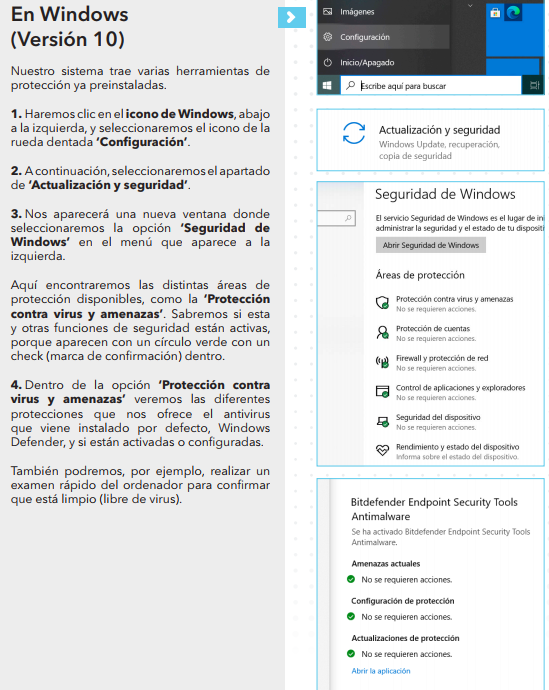 En Windows
(Versión 10)
Nuestro sistema trae varias herramientas de
protección ya preinstaladas.
1. Haremos clic en el icono de Windows, abajo
a la izquierda, y seleccionaremos el icono de la
rueda dentada ‘Configuración’.
2. A continuación, seleccionaremos el apartado
de ‘Actualización y seguridad’.
3. Nos aparecerá una nueva ventana donde
seleccionaremos la opción ‘Seguridad de
Windows’ en el menú que aparece a la
izquierda.
Aquí encontraremos las distintas áreas de
protección disponibles, como la ‘Protección
contra virus y amenazas’. Sabremos si esta
y otras funciones de seguridad están activas,
porque aparecen con un círculo verde con un
check (marca de confirmación) dentro.
4. Dentro de la opción ‘Protección contra
virus y amenazas’ veremos las diferentes
protecciones que nos ofrece el antivirus
que viene instalado por defecto, Windows
Defender, y si están activadas o configuradas.
También podremos, por ejemplo, realizar un
examen rápido del ordenador para confirmar
que está limpio (libre de virus).
Imágenes
Configuración
Inicio/Apagado
Escribe aquí para buscar
Actualización y seguridad
Windows Update, recuperación,
copia de seguridad
Seguridad de Windows
El servicio Seguridad de Windows es el lugar de in
administrar la seguridad y el estado de tu dispositi
Abrir Seguridad de Windows
Áreas de protección
Protección contra virus y amenazas
No se requieren acciones.
Protección de cuentas
No se requieren acciones.
Firewall y protección de red
No se requieren acciones.
Control de aplicaciones y exploradores
No se requieren acciones.
Seguridad del dispositivo
No se requieren acciones.
Rendimiento y estado del dispositivo
Informa sobre el estado del dispositivo.
Bitdefender Endpoint Security Tools
Antimalware
Se ha activado Bitdefender Endpoint Security Tools
Antimalware.
Amenazas actuales
No se requieren acciones.
Configuración de protección
No se requieren acciones.
Actualizaciones de protección
No se requieren acciones.
Abrir la aplicación